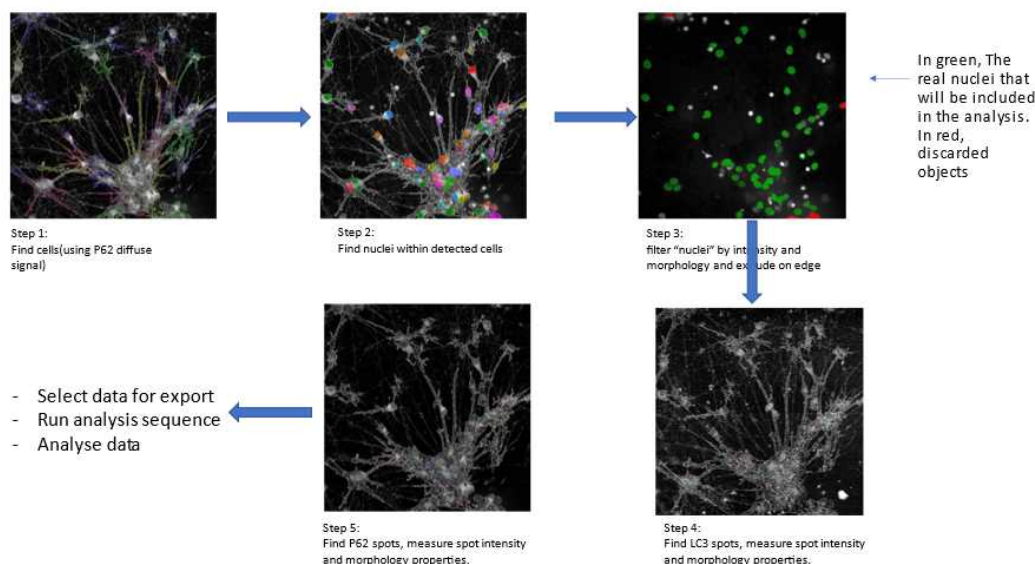 In green, The
real nuclei that
will be included
in the analysis.
In red,
discarded
objects
Step 1:
Find cells(using P62 diffuse
signal)
Step 2:
Find nuclei within detected cells
Step 3:
filter “nuclei” by intensity and
morphology and exclude on edge
- Select data for export
- Run analysis sequence
- Analyse data
Step 5:
Find P62 spots, measure spot intensity
and morphology properties.
Step 4:
Find LC3 spots, measure spot intensity
and morphology properties.